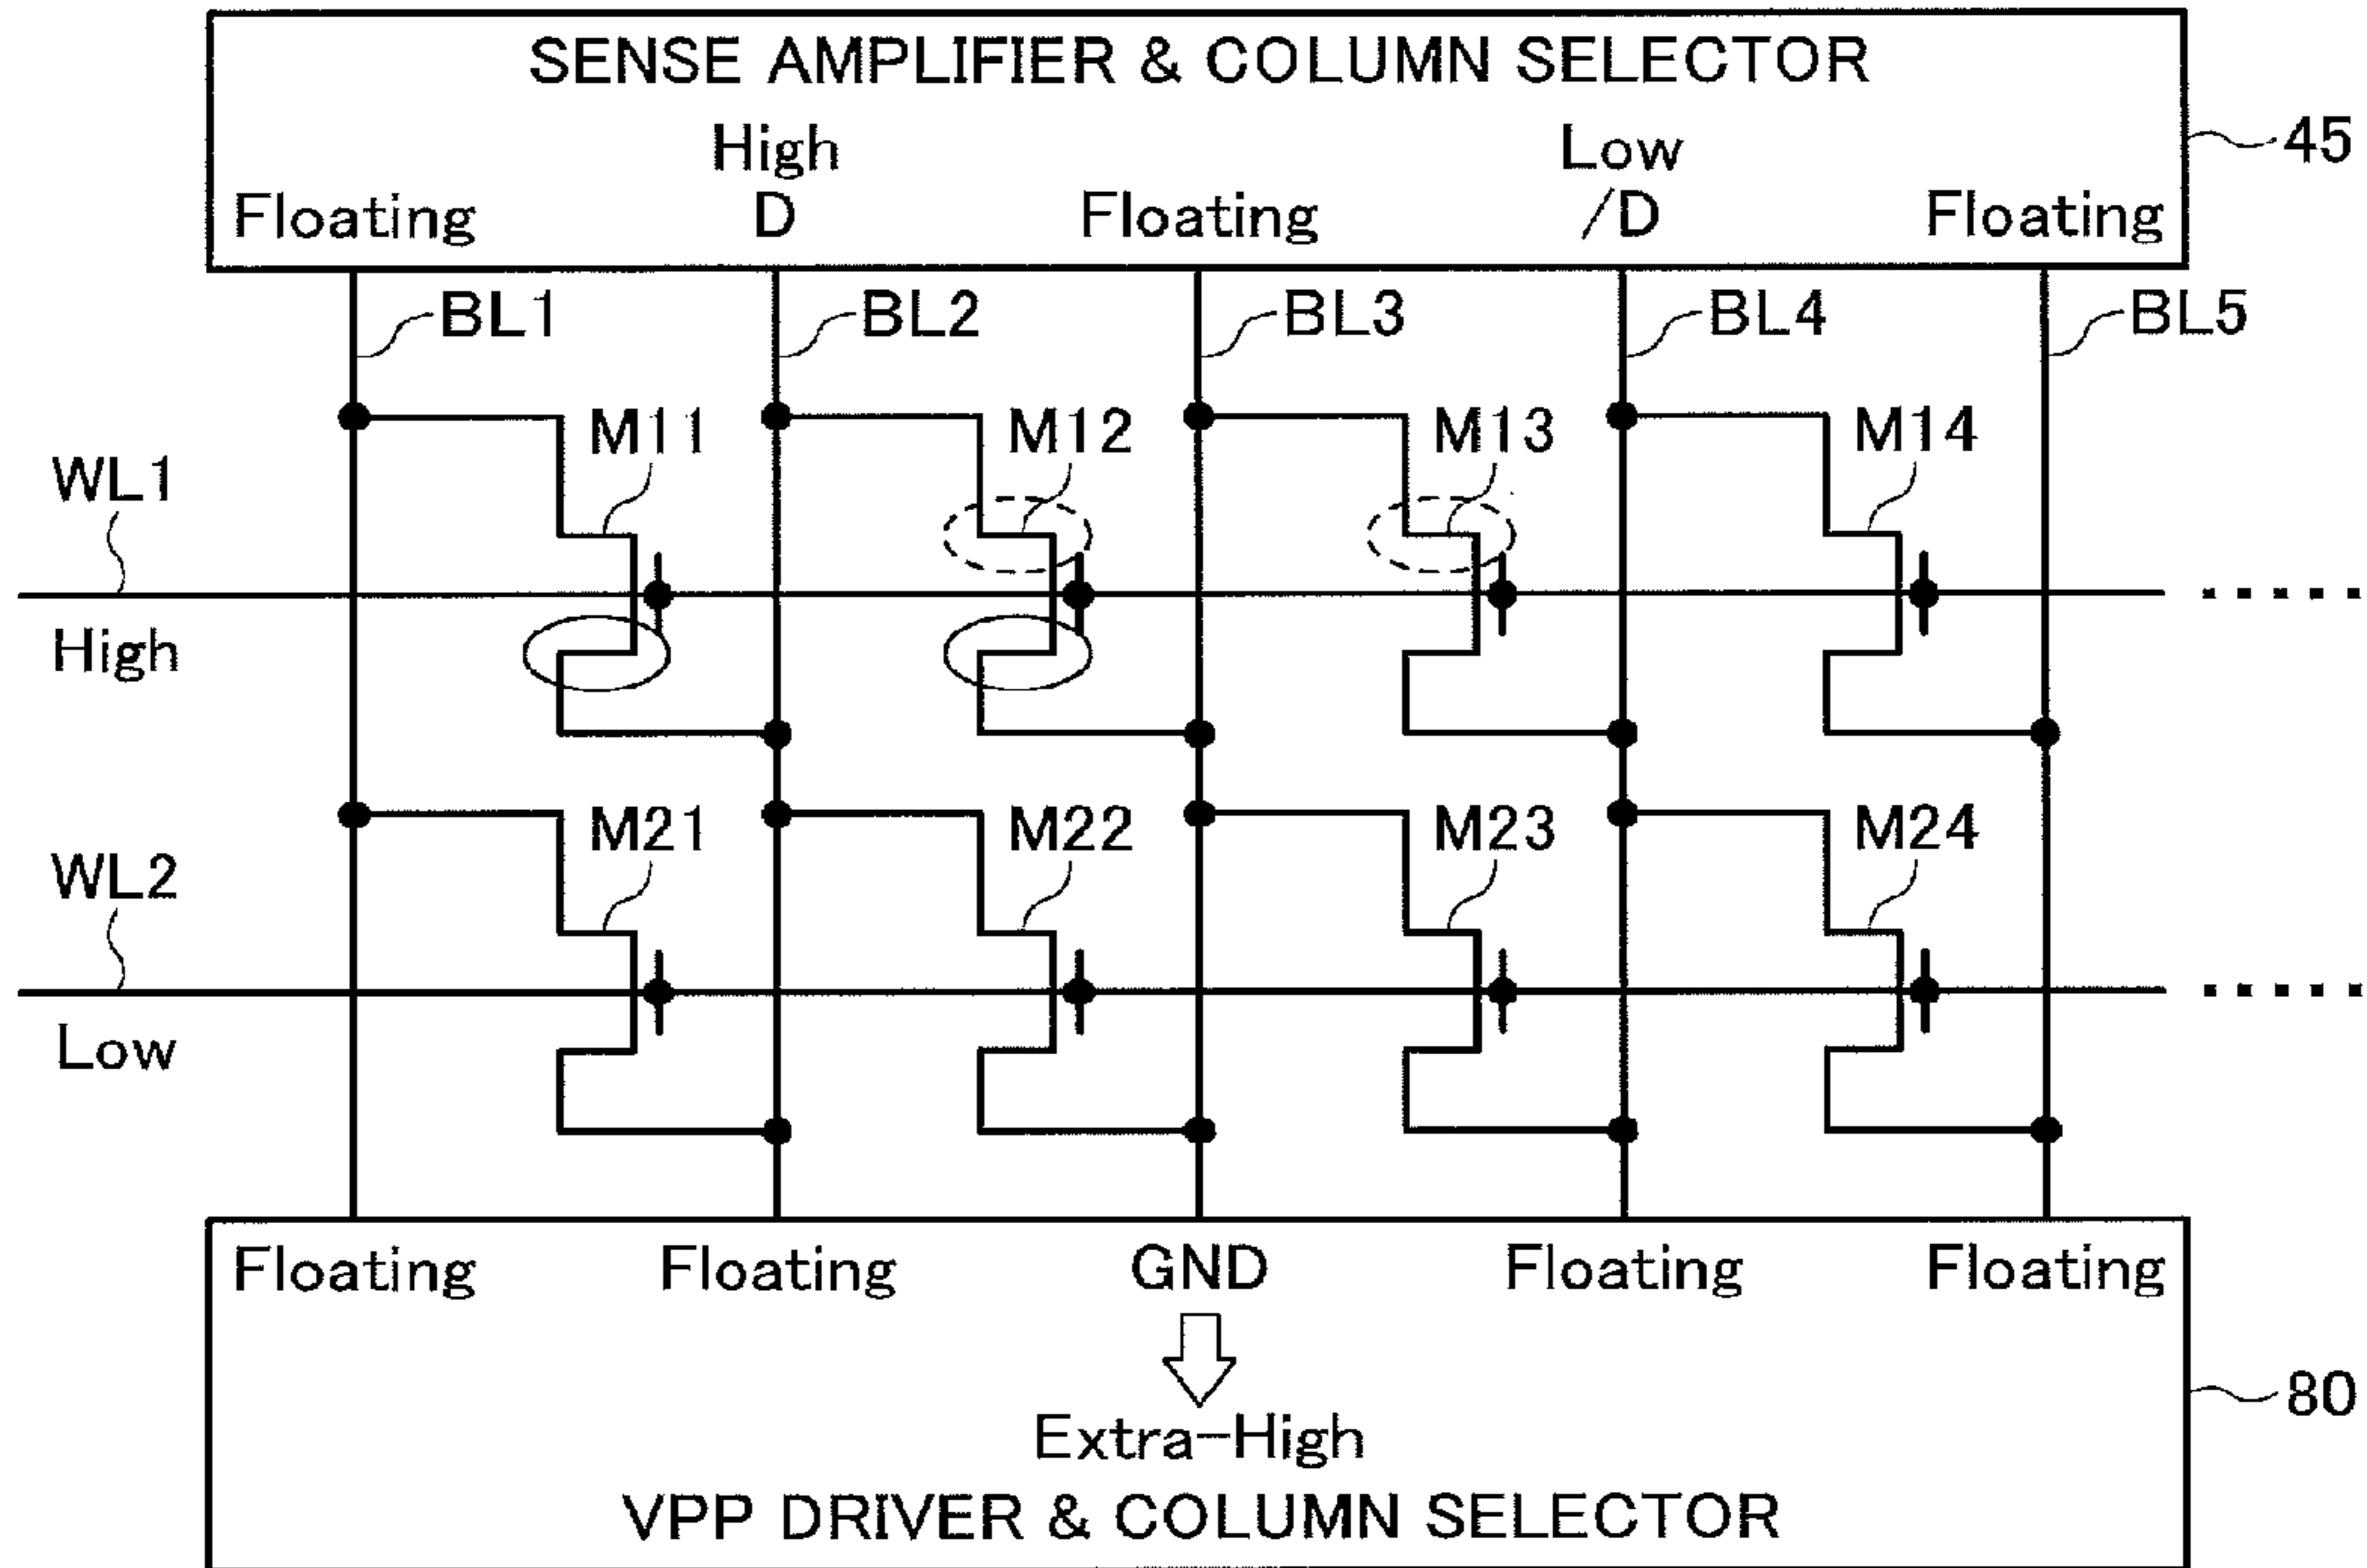 SENSE AMPLIFIER & COLUMN SELECTOR
High Low
Floating D Floating /D Floating
45
BL1 BL2 BL3 BL4 BL5
M11 M12 M13 M14
WL1
High
M21 M22 M23 M24
WL2
Low
Floating Floating GND Floating Floating
80
Extra-High
VPP DRIVER & COLUMN SELECTOR